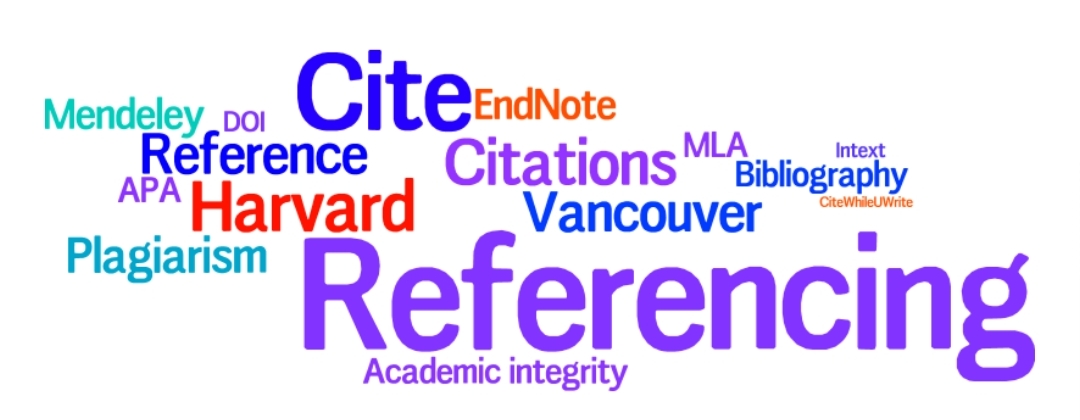 Cite
EndNote
Mendeley
DOI
Reference
Citations
MLA
Intext
Bibliography
APA
Harvard
Vancouver
CiteWhileUWrite
Plagiarism
Referencing
Academic integrity